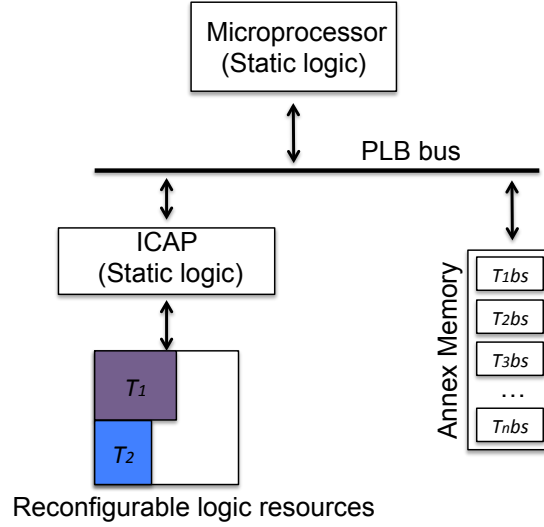 Microprocessor
(Static logic)
PLB bus
ICAP
(Static logic)
Annex Memory
T1bs
T2bs
T3bs
...
Tnbs
T1
T2
Reconfigurable logic resources